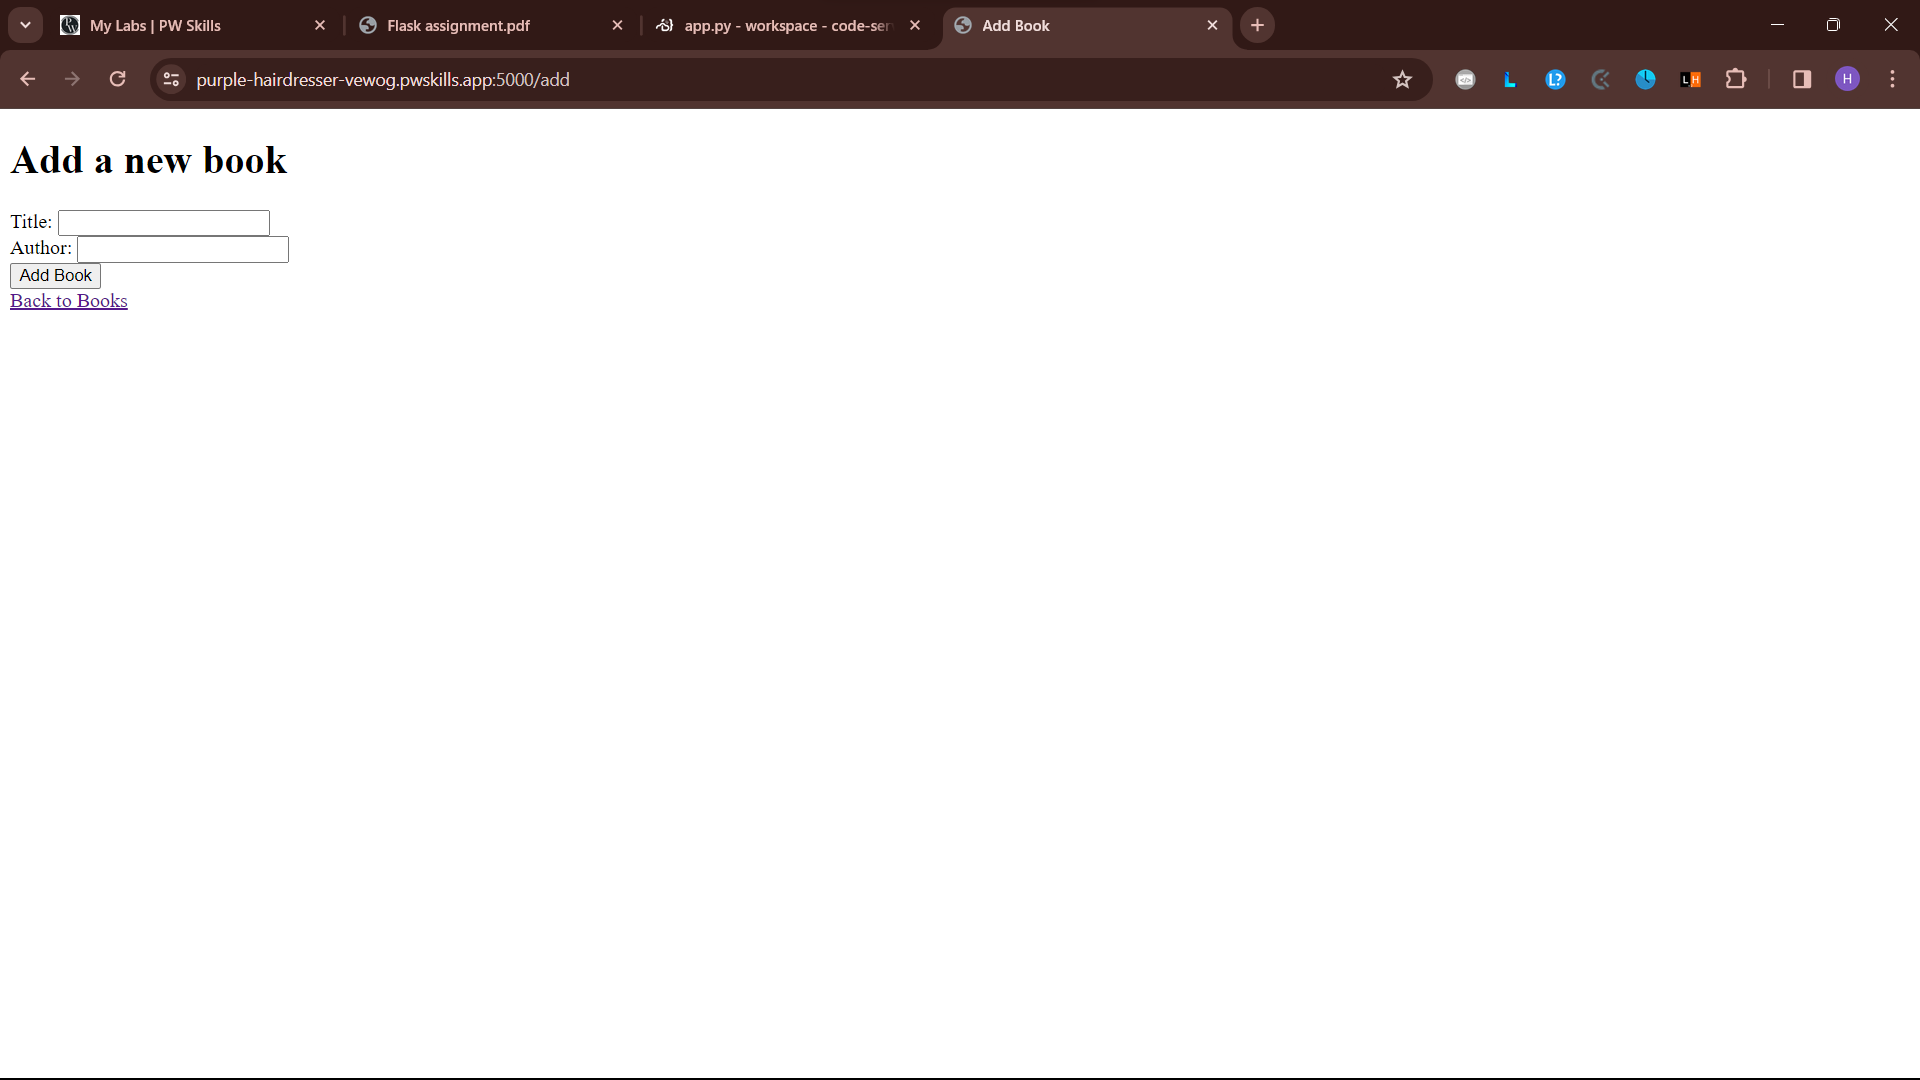 My Labs | PW Skills
Flask assignment.pdf
app.py - workspace - code-ser
Add Book
purple-hairdresser-vewog.pwskills.app:5000/add
L?
L H
H
Add a new book
Title:
Author:
Add Book
Back to Books